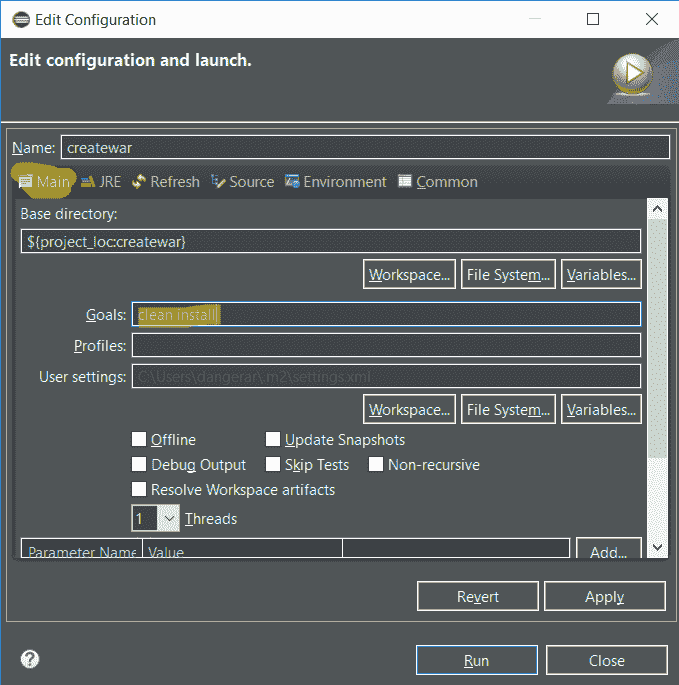 Edit Configuration
Edit configuration and launch.
Name: createwar
Main JRE Refresh Source Environment Common
Base directory:
${project_loc:createwar}
Workspace... File System... Variables...
Goals: clean install
Profiles:
User settings: C:\Users\dangerar\.m2\settings.xml
Workspace... File System... Variables...
Offline Update Snapshots
Debug Output Skip Tests Non-recursive
Resolve Workspace artifacts
1 Threads
Parameter Name Value Add...
Revert Apply
? Run Close